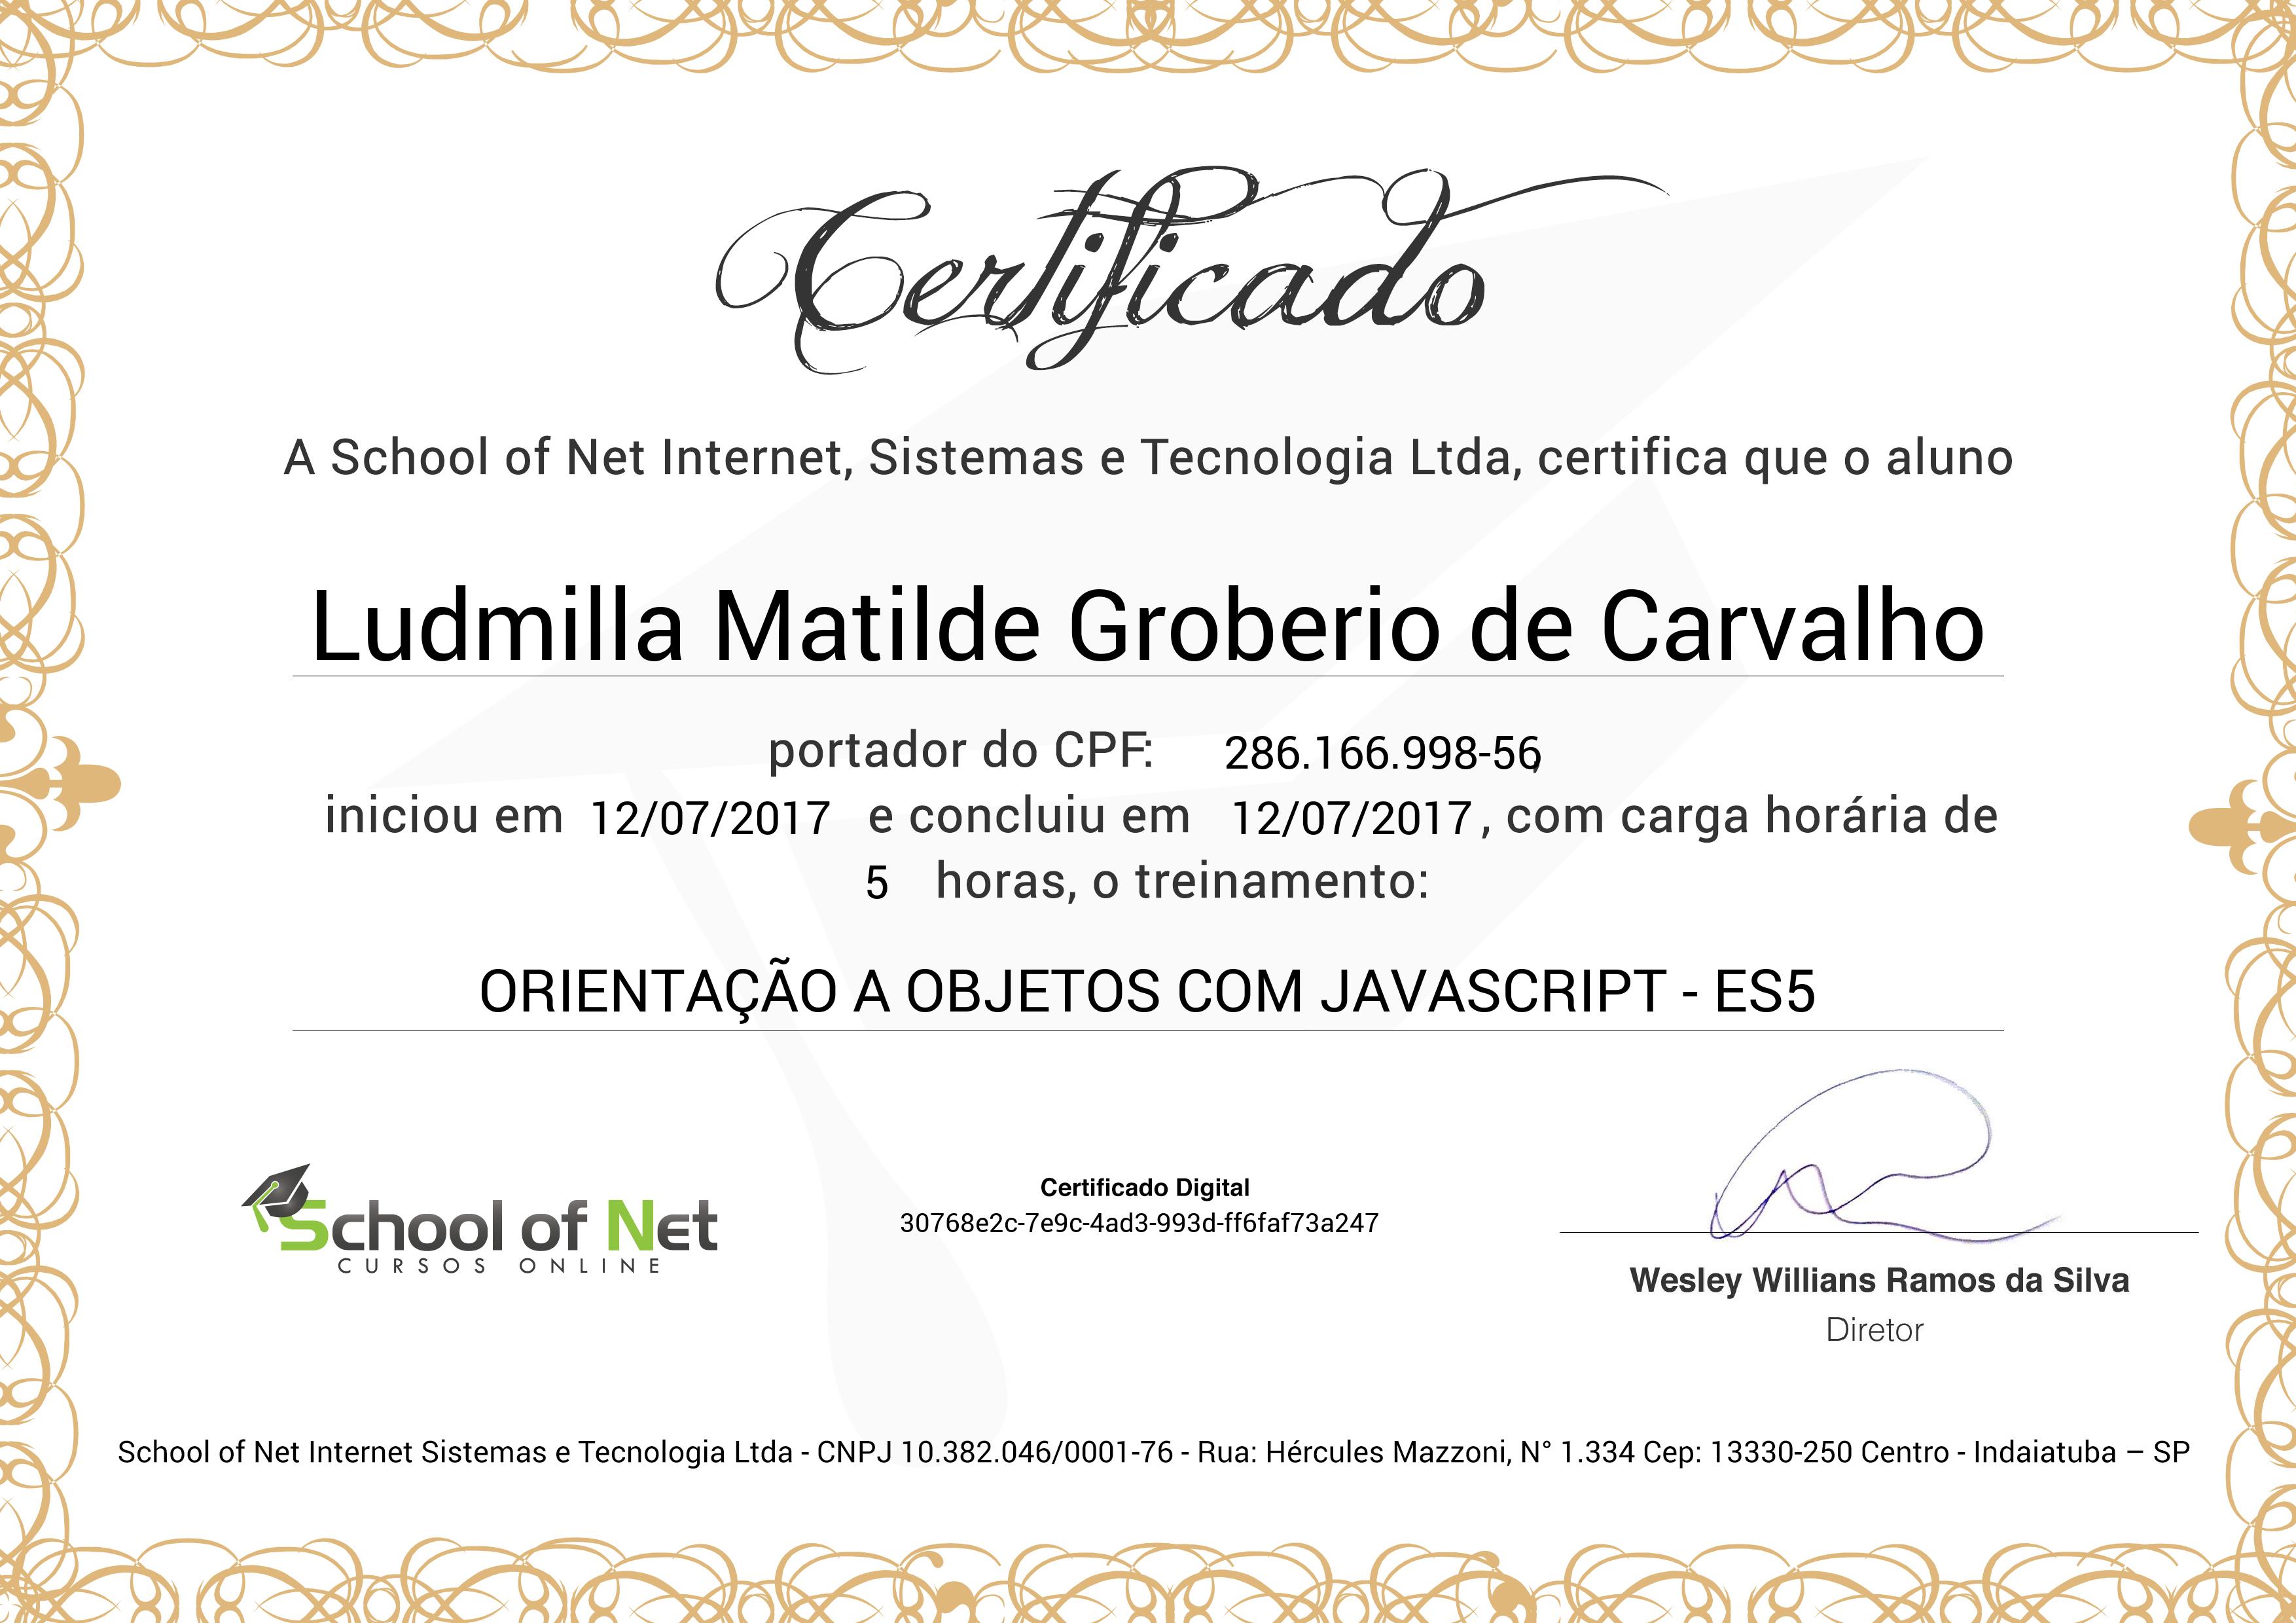 Certificado
A School of Net Internet, Sistemas e Tecnologia Ltda, certifica que o aluno
Ludmilla Matilde Groberio de Carvalho
portador do CPF: 286.166.998-56,
iniciou em 12/07/2017 e concluiu em 12/07/2017, com carga horária de
5 horas, o treinamento:
ORIENTAÇÃO A OBJETOS COM JAVASCRIPT - ES5
School of Net
CURSOS ONLINE
Certificado Digital
30768e2c-7e9c-4ad3-993d-ff6faf73a247
Wesley Willians Ramos da Silva
Diretor
School of Net Internet Sistemas e Tecnologia Ltda - CNPJ 10.382.046/0001-76 - Rua: Hércules Mazzoni, N° 1.334 Cep: 13330-250 Centro - Indaiatuba – SP